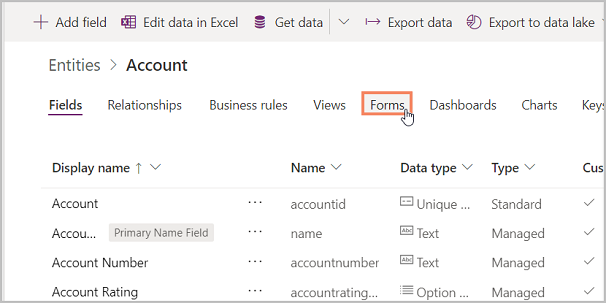 Add field Edit data in Excel Get data Export data Export to data lake
Entities > Account
Fields Relationships Business rules Views Forms Dashboards Charts Keys
Display name ↑ Name Data type Type Cus
Account ... accountid Unique ... Standard
Accou... Primary Name Field ... name Abc Text Managed
Account Number ... accountnumber Abc Text Managed
Account Rating ... accountrating... Option ... Managed